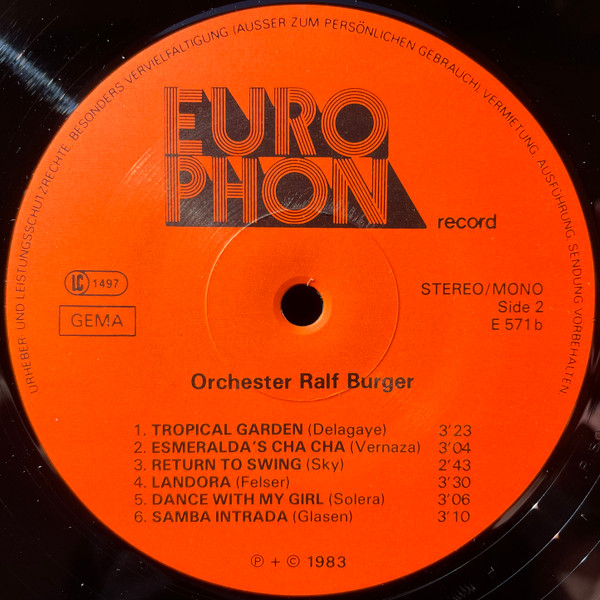 URHEBER- UND LEISTUNGSSCHUTZRECHTE, BESONDERS VERVIELFÄLTIGUNG (AUSSER ZUM PERSÖNLICHEN GEBRAUCH), VERMIETUNG, AUSFÜHRUNG, SENDUNG VORBEHALTEN.
EURO
PHON
record
LC 1497
GEMA
STEREO/MONO
Side 2
E 571 b
Orchester Ralf Burger
1. TROPICAL GARDEN (Delagaye) 3'23
2. ESMERALDA'S CHA CHA (Vernaza) 3'04
3. RETURN TO SWING (Sky) 2'43
4. LANDORA (Felser) 3'30
5. DANCE WITH MY GIRL (Solera) 3'06
6. SAMBA INTRADA (Glasen) 3'10
℗ + © 1983